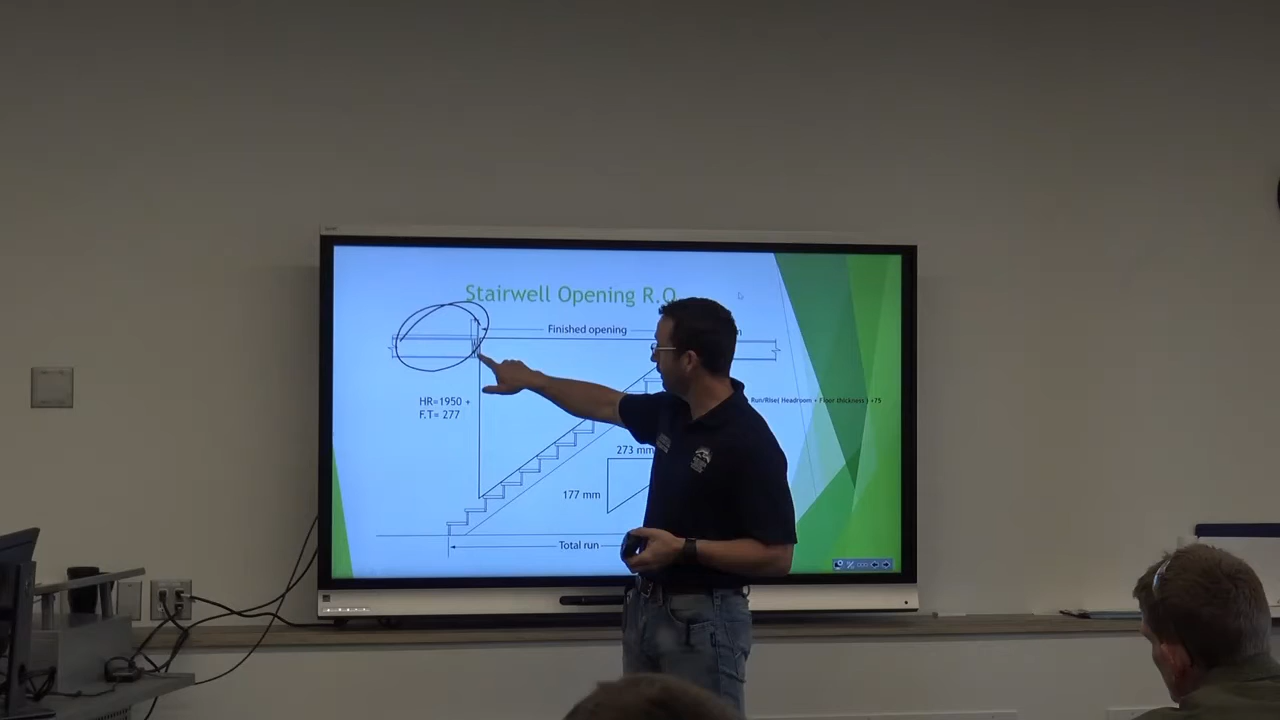 Stairwell Opening R.O.
Finished opening
HR=1950 +
F.T= 277
Run/Rise( Headroom + Floor thickness ) +75
273 mm
177 mm
Total run